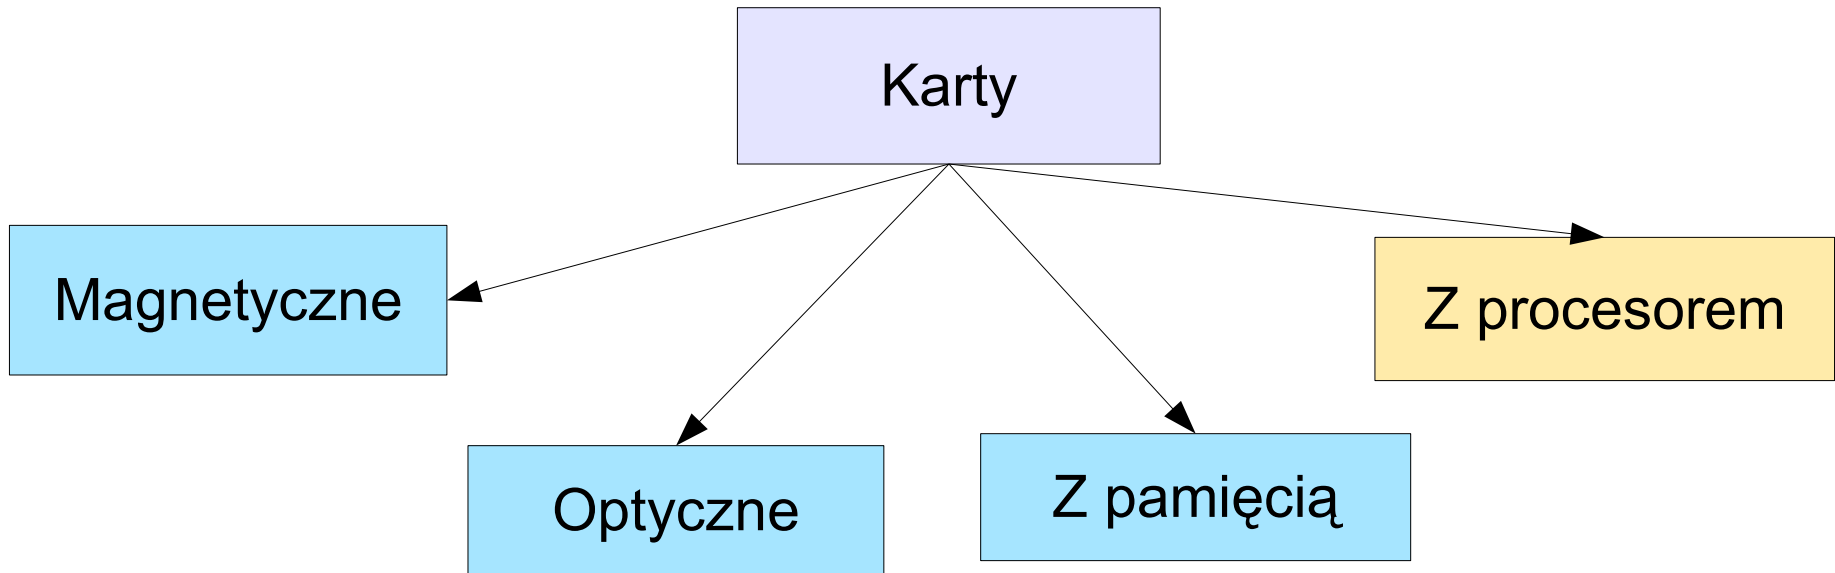 Karty
Magnetyczne
Z procesorem
Optyczne
Z pamięcią